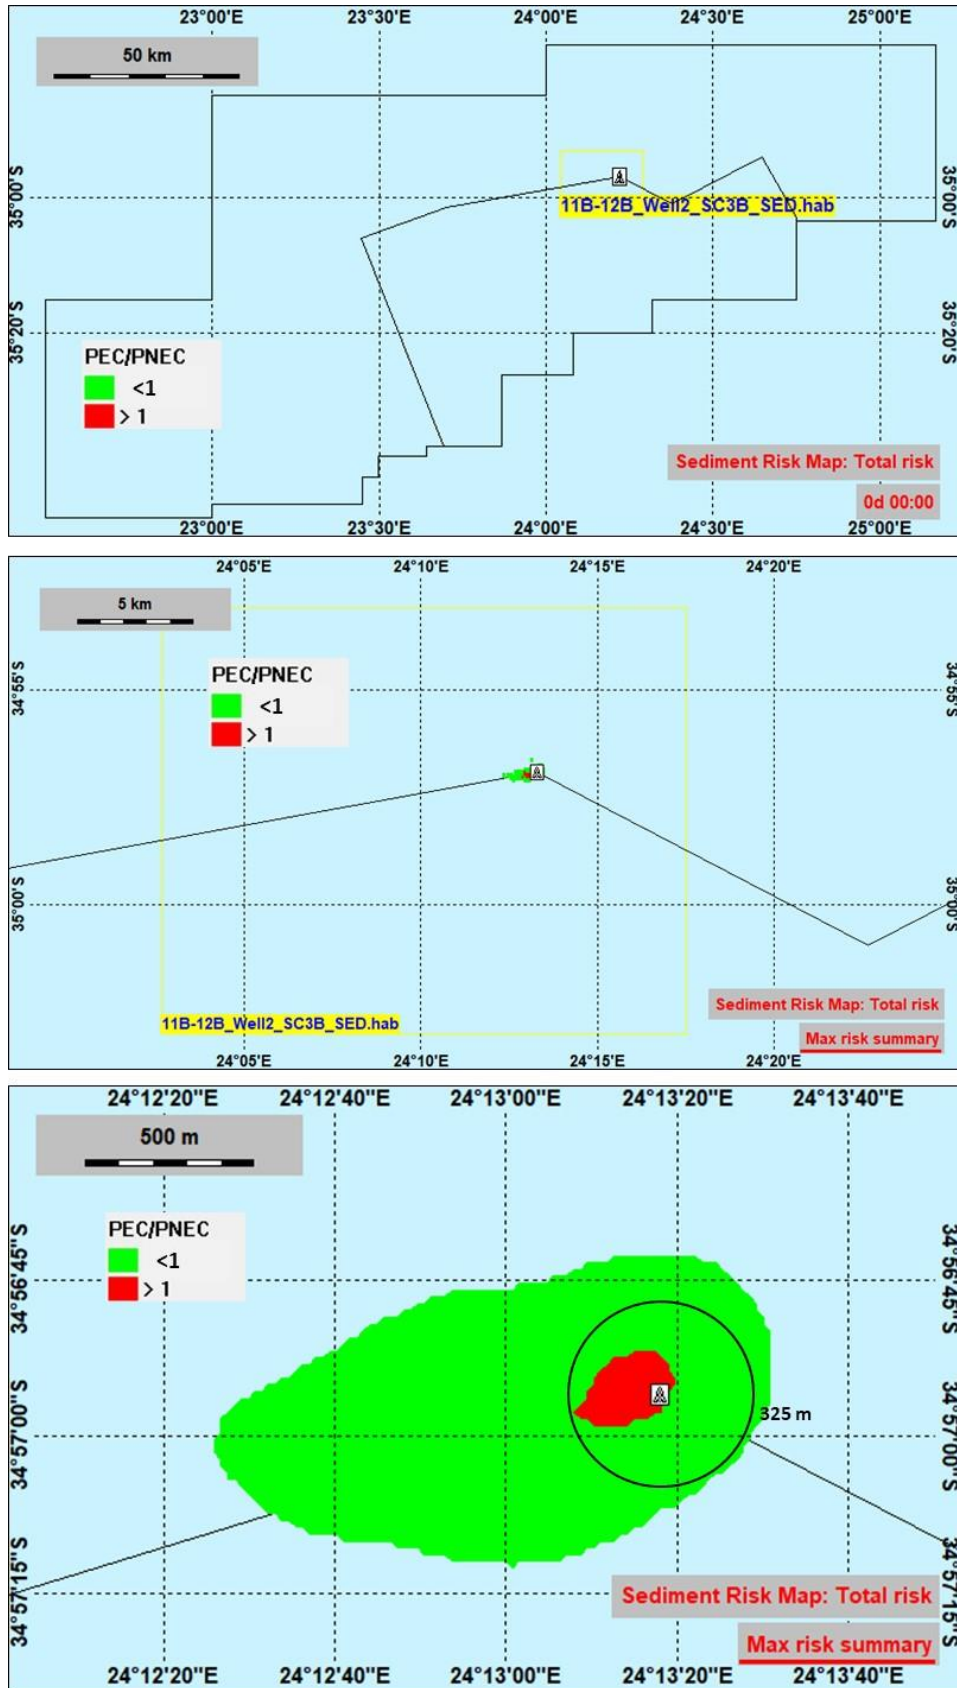 23°00'E 23°30'E 24°00'E 24°30'E 25°00'E
50 km
35°00'S 35°00'S
11B-12B_Well2_SC3B_SED.hab
35°20'S 35°20'S
PEC/PNEC
<1
> 1
Sediment Risk Map: Total risk
0d 00:00
23°00'E 23°30'E 24°00'E 24°30'E 25°00'E
24°05'E 24°10'E 24°15'E 24°20'E
5 km
34°55'S 34°55'S
PEC/PNEC
<1
> 1
35°00'S 35°00'S
Sediment Risk Map: Total risk
11B-12B_Well2_SC3B_SED.hab
Max risk summary
24°05'E 24°10'E 24°15'E 24°20'E
24°12'20"E 24°12'40"E 24°13'00"E 24°13'20"E 24°13'40"E
500 m
PEC/PNEC
<1
> 1
34°56'45"S 34°56'45"S
325 m
34°57'00"S 34°57'00"S
34°57'15"S 34°57'15"S
Sediment Risk Map: Total risk
Max risk summary
24°12'20"E 24°12'40"E 24°13'00"E 24°13'20"E 24°13'40"E